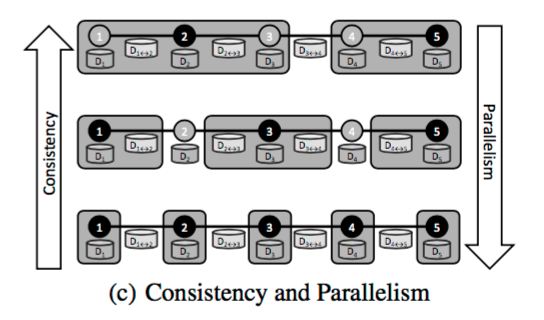 Consistency
Parallelism
1 2 3 4 5
D1 D1↔2 D2 D2↔3 D3 D3↔4 D4 D4↔5 D5
1 2 3 4 5
D1 D1↔2 D2 D2↔3 D3 D3↔4 D4 D4↔5 D5
1 2 3 4 5
D1 D1↔2 D2 D2↔3 D3 D3↔4 D4 D4↔5 D5
(c) Consistency and Parallelism